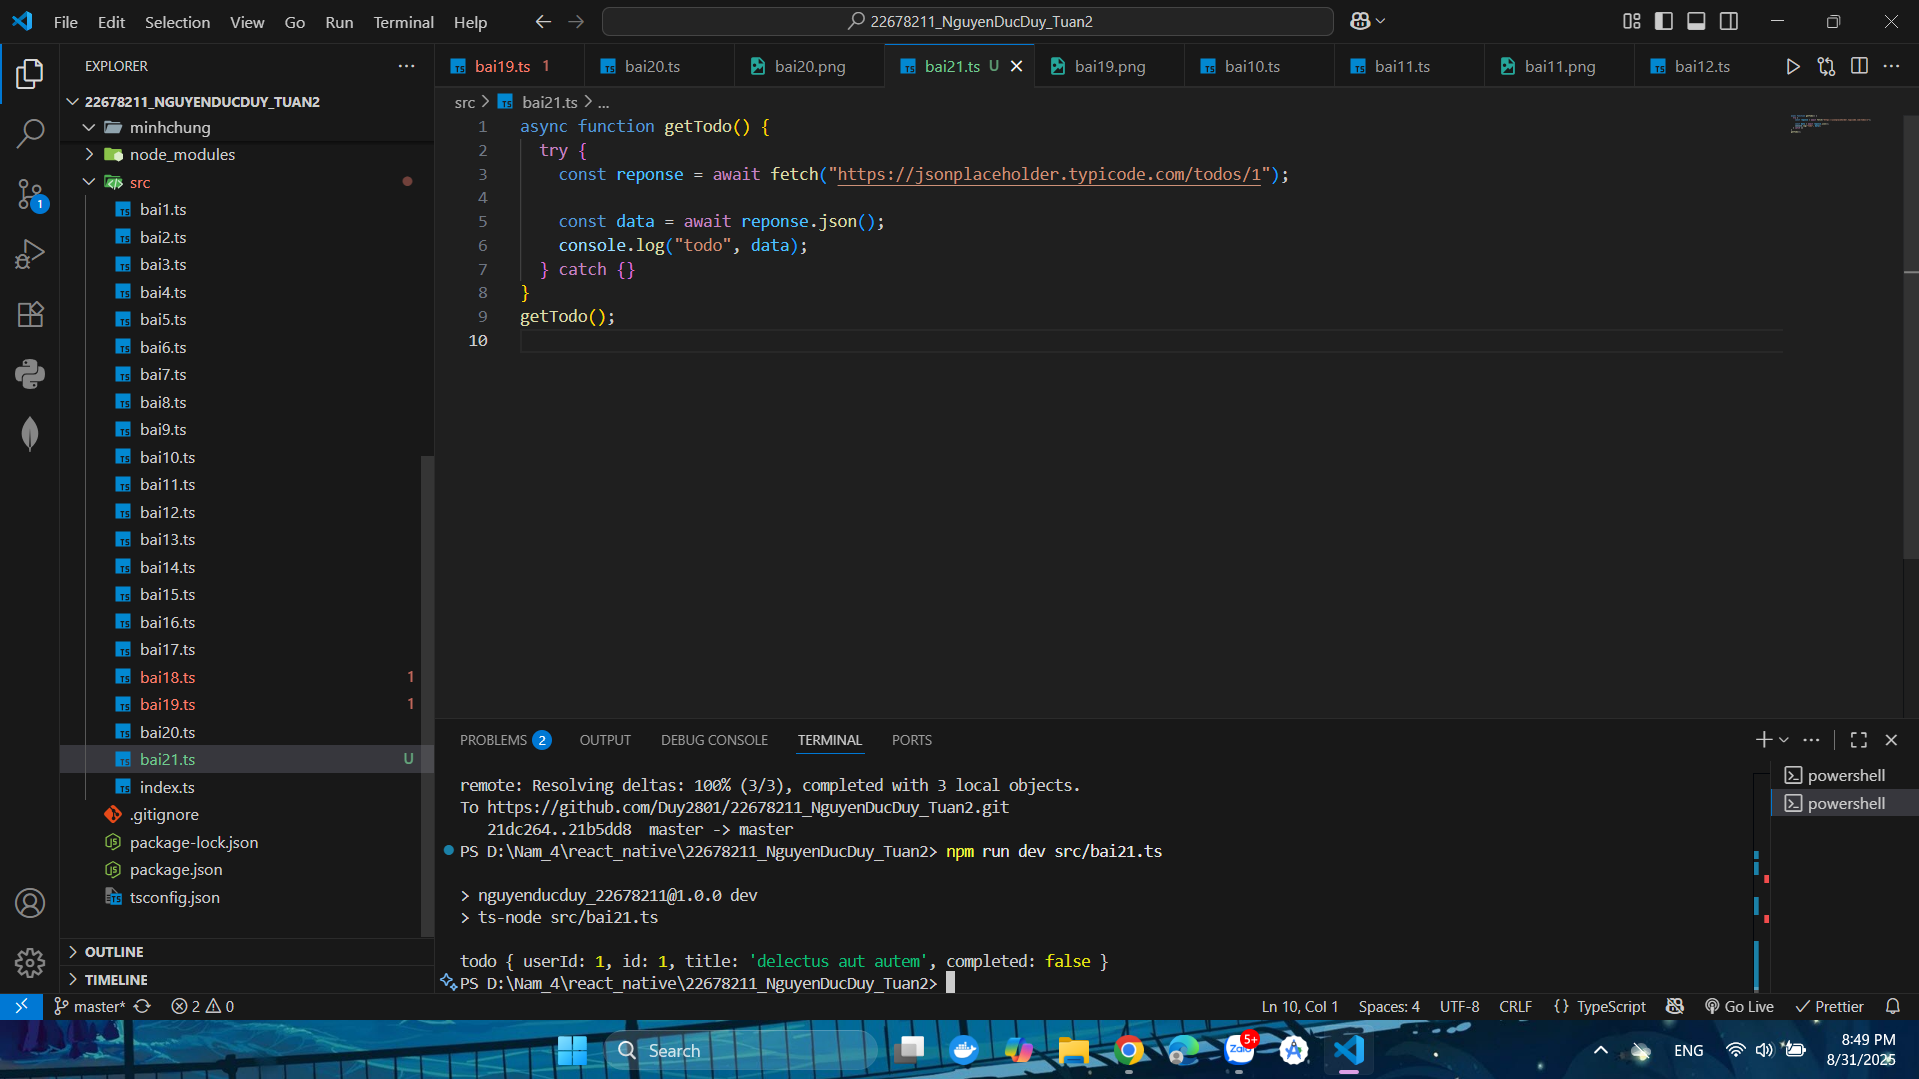 File Edit Selection View Go Run Terminal Help
22678211_NguyenDucDuy_Tuan2
EXPLORER
22678211_NGUYENDUCDUY_TUAN2
minhchung
node_modules
src
bai1.ts
bai2.ts
bai3.ts
bai4.ts
bai5.ts
bai6.ts
bai7.ts
bai8.ts
bai9.ts
bai10.ts
bai11.ts
bai12.ts
bai13.ts
bai14.ts
bai15.ts
bai16.ts
bai17.ts
bai18.ts 1
bai19.ts 1
bai20.ts
bai21.ts U
index.ts
.gitignore
package-lock.json
package.json
tsconfig.json
OUTLINE
TIMELINE
1
bai19.ts 1 bai20.ts bai20.png bai21.ts U bai19.png bai10.ts bai11.ts bai11.png bai12.ts
src > bai21.ts > ...
1 async function getTodo() {
2 try {
3 const reponse = await fetch("https://jsonplaceholder.typicode.com/todos/1");
4
5 const data = await reponse.json();
6 console.log("todo", data);
7 } catch {}
8 }
9 getTodo();
10
PROBLEMS 2 OUTPUT DEBUG CONSOLE TERMINAL PORTS
remote: Resolving deltas: 100% (3/3), completed with 3 local objects.
To https://github.com/Duy2801/22678211_NguyenDucDuy_Tuan2.git
21dc264..21b5dd8 master -> master
PS D:\Nam_4\react_native\22678211_NguyenDucDuy_Tuan2> npm run dev src/bai21.ts
> nguyenducduy_22678211@1.0.0 dev
> ts-node src/bai21.ts
todo { userId: 1, id: 1, title: 'delectus aut autem', completed: false }
PS D:\Nam_4\react_native\22678211_NguyenDucDuy_Tuan2>
powershell
powershell
master* 2 0 Ln 10, Col 1 Spaces: 4 UTF-8 CRLF {} TypeScript Go Live Prettier
Search
Zalo 5+
ENG
8:49 PM
8/31/2025